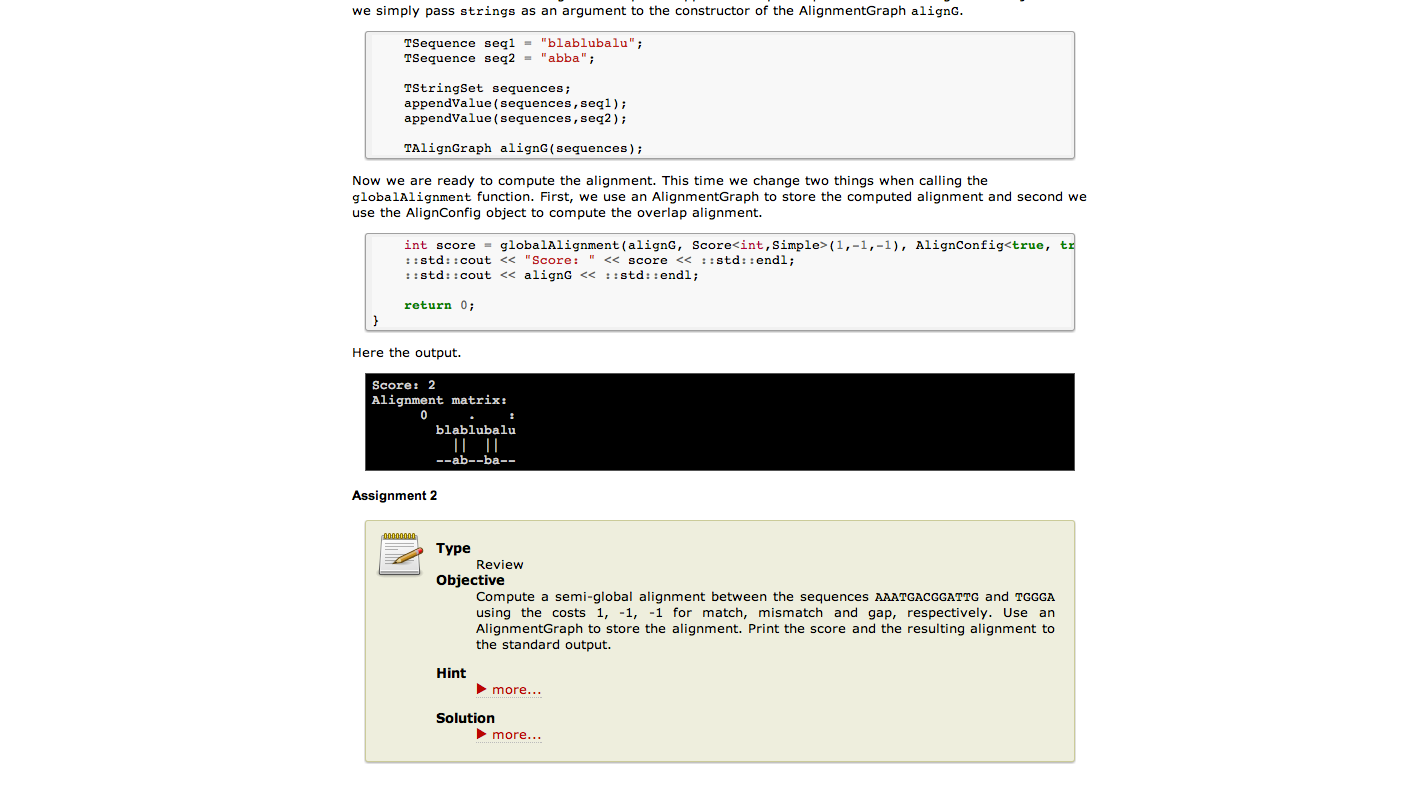 we simply pass strings as an argument to the constructor of the AlignmentGraph alignG.
TSequence seq1 = "blablubalu";
TSequence seq2 = "abba";
TStringSet sequences;
appendValue(sequences,seq1);
appendValue(sequences,seq2);
TAlignGraph alignG(sequences);
Now we are ready to compute the alignment. This time we change two things when calling the
globalAlignment function. First, we use an AlignmentGraph to store the computed alignment and second we
use the AlignConfig object to compute the overlap alignment.
int score = globalAlignment(alignG, Score<int,Simple>(1,-1,-1), AlignConfig<true, tr
::std::cout << "Score: " << score << ::std::endl;
::std::cout << alignG << ::std::endl;
return 0;
}
Here the output.
Score: 2
Alignment matrix:
0     .    :
blablubalu
||  ||
--ab--ba--
Assignment 2
Type
Review
Objective
Compute a semi-global alignment between the sequences AAATGACGGATTG and TGGGA
using the costs 1, -1, -1 for match, mismatch and gap, respectively. Use an
AlignmentGraph to store the alignment. Print the score and the resulting alignment to
the standard output.
Hint
more...
Solution
more...